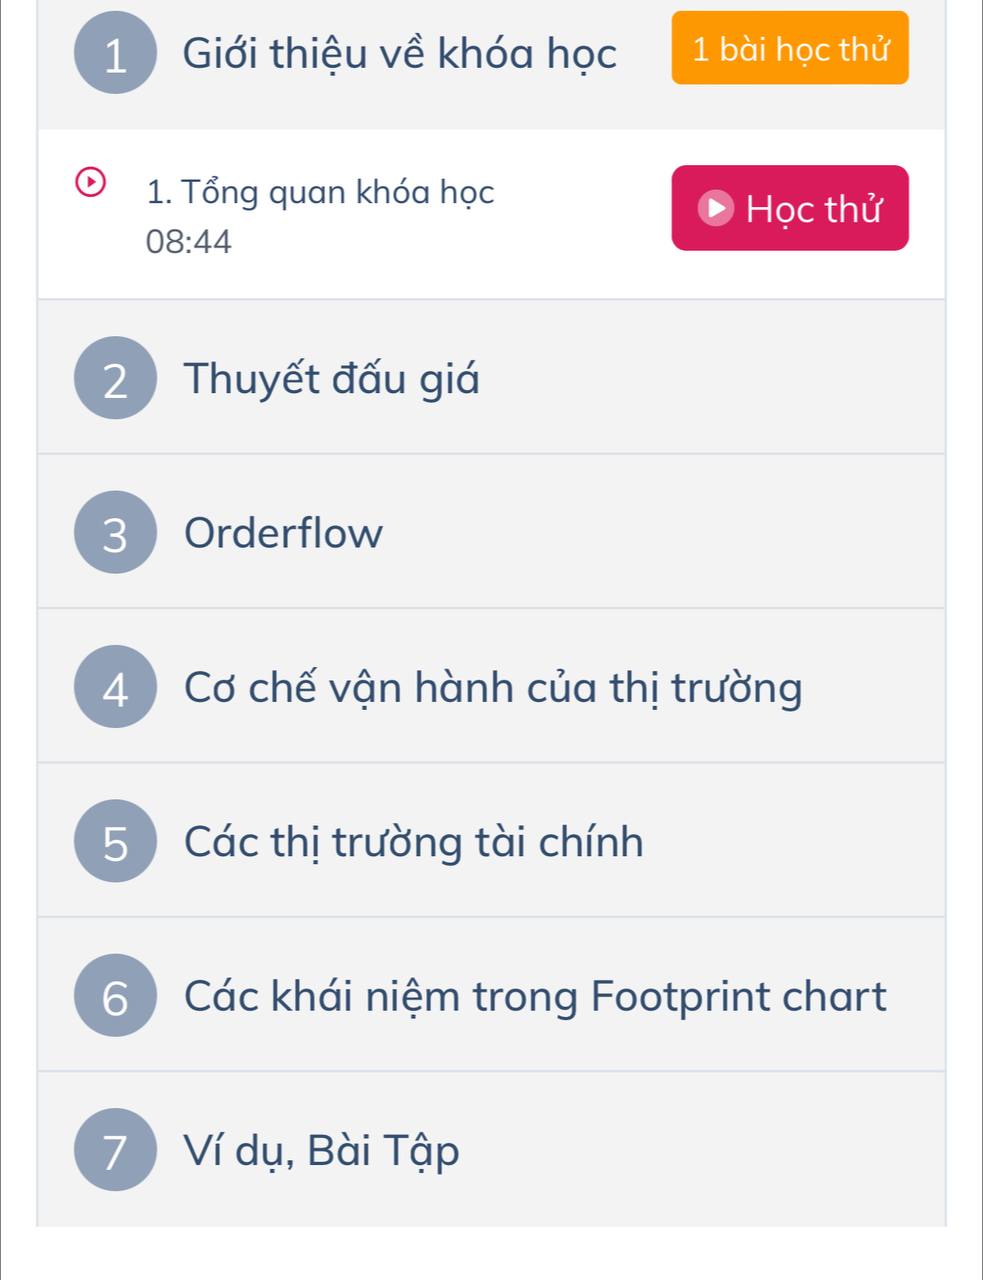 1 Giới thiệu về khóa học 1 bài học thử
1. Tổng quan khóa học Học thử
08:44
2 Thuyết đấu giá
3 Orderflow
4 Cơ chế vận hành của thị trường
5 Các thị trường tài chính
6 Các khái niệm trong Footprint chart
7 Ví dụ, Bài Tập